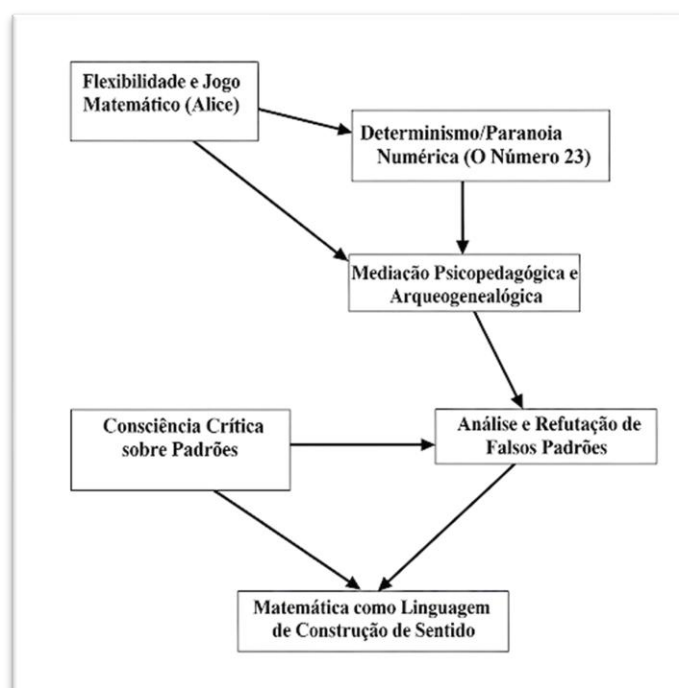 Flexibilidade e Jogo
Matemático (Alice)
Determinismo/Paranoia
Numérica (O Número 23)
Mediação Psicopedagógica e
Arqueogenealógica
Consciência Crítica
sobre Padrões
Análise e Refutação de
Falsos Padrões
Matemática como Linguagem
de Construção de Sentido